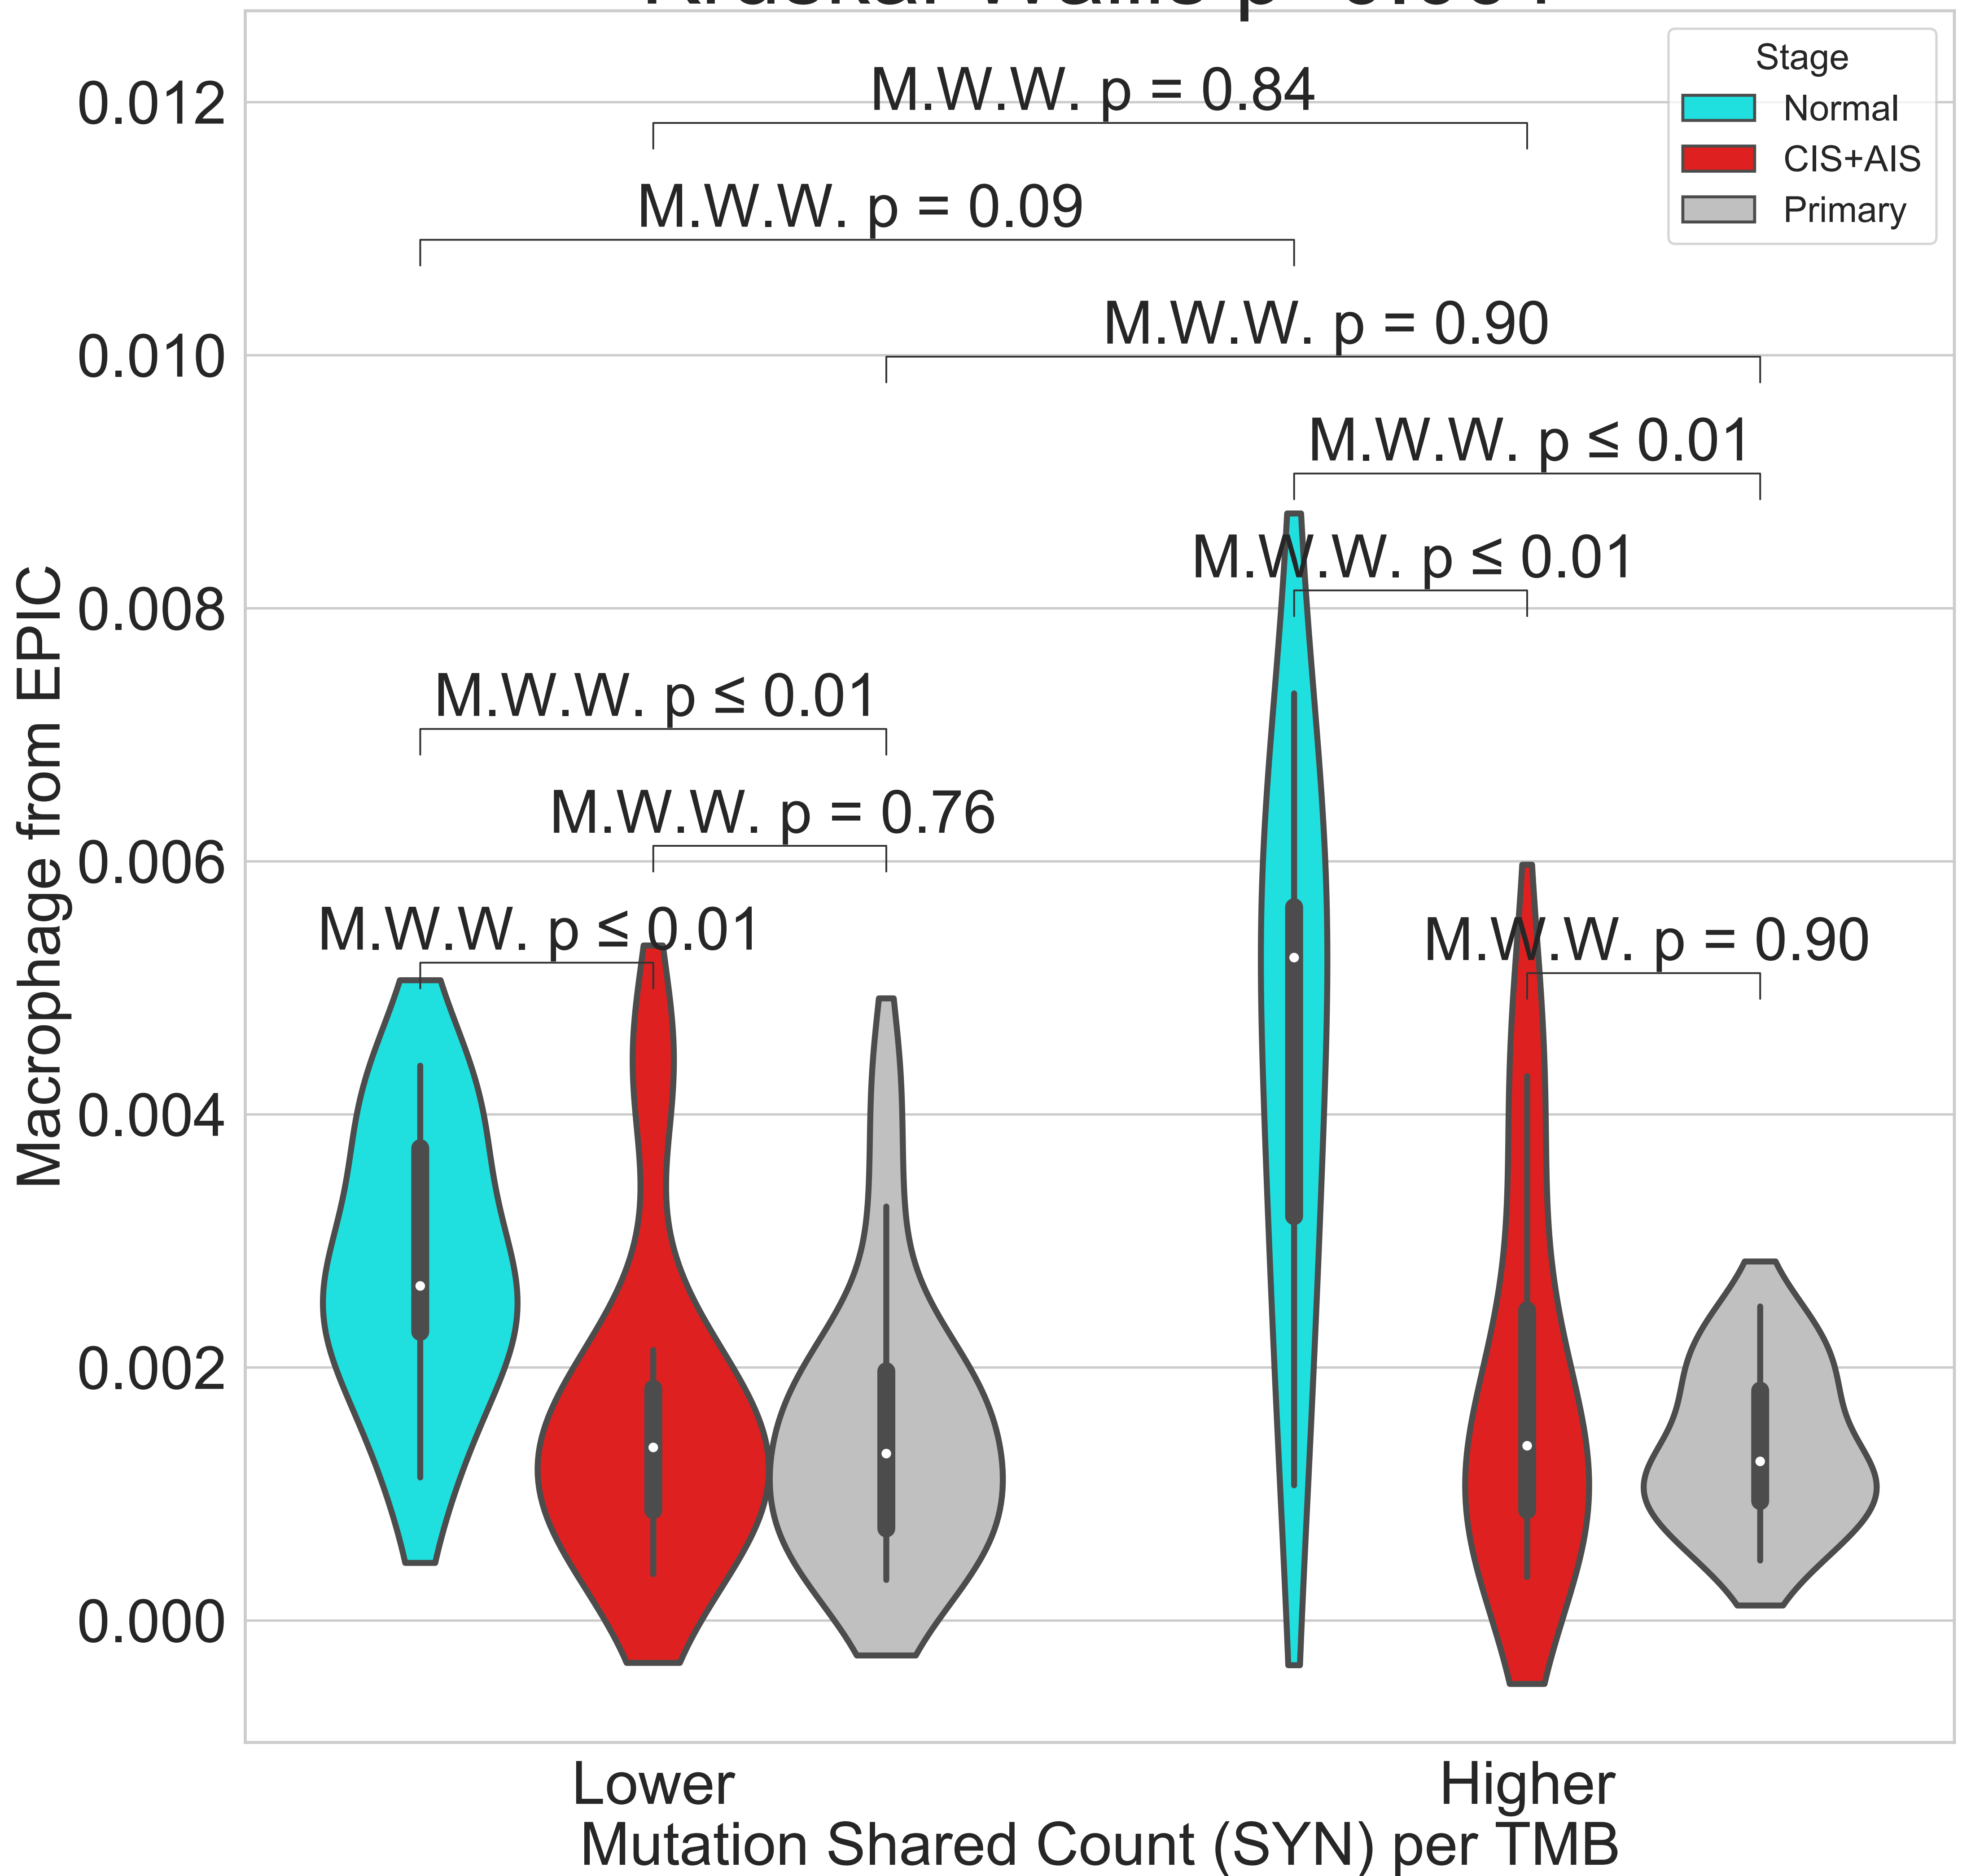 Stage
Normal
CIS+AIS
Primary
M.W.W. p = 0.84
M.W.W. p = 0.09
M.W.W. p = 0.90
M.W.W. p ≤ 0.01
M.W.W. p ≤ 0.01
M.W.W. p ≤ 0.01
M.W.W. p = 0.76
M.W.W. p ≤ 0.01
M.W.W. p = 0.90
0.012
0.010
0.008
0.006
0.004
0.002
0.000
Macrophage from EPIC
Lower
Higher
Mutation Shared Count (SYN) per TMB